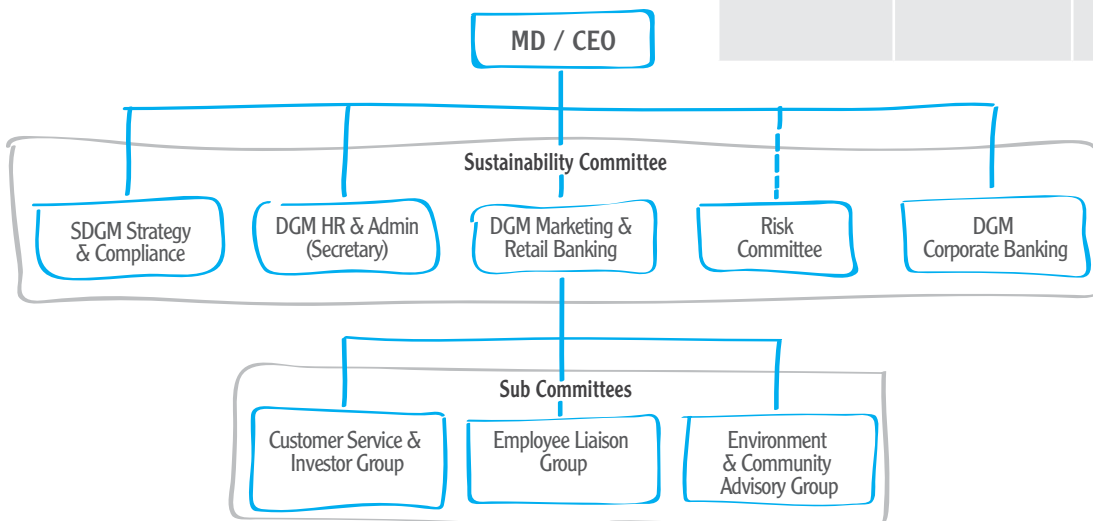 MD / CEO
Sustainability Committee
SDGM Strategy
& Compliance
DGM HR & Admin
(Secretary)
DGM Marketing &
Retail Banking
Risk
Committee
DGM
Corporate Banking
Sub Committees
Customer Service &
Investor Group
Employee Liaison
Group
Environment
& Community
Advisory Group